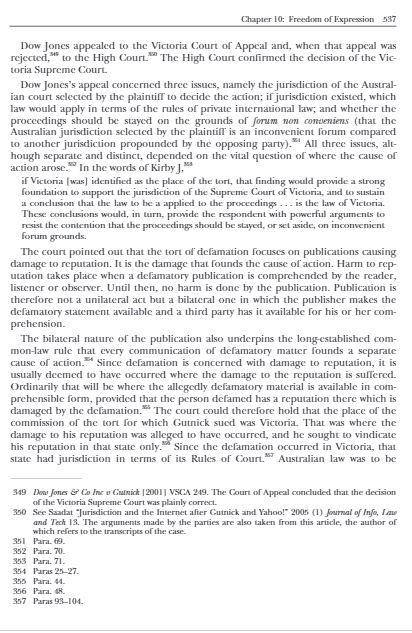 Chapter 10: Freedom of Expression 537
Dow Jones appealed to the Victoria Court of Appeal and, when that appeal was
rejected,349 to the High Court.350 The High Court confirmed the decision of the Vic-
toria Supreme Court.
Dow Jones's appeal concerned three issues, namely the jurisdiction of the Austral-
ian court selected by the plaintiff to decide the action; if jurisdiction existed, which
law would apply in terms of the rules of private international law; and whether the
proceedings should be stayed on the grounds of forum non conveniens (that the
Australian jurisdiction selected by the plaintiff is an inconvenient forum compared
to another jurisdiction propounded by the opposing party).351 All three issues, alt-
hough separate and distinct, depended on the vital question of where the cause of
action arose.352 In the words of Kirby J,353
if Victoria [was] identified as the place of the tort, that finding would provide a strong
foundation to support the jurisdiction of the Supreme Court of Victoria, and to sustain
a conclusion that the law to be a applied to the proceedings . . . is the law of Victoria.
These conclusions would, in turn, provide the respondent with powerful arguments to
resist the contention that the proceedings should be stayed, or set aside, on inconvenient
forum grounds.
The court pointed out that the tort of defamation focuses on publications causing
damage to reputation. It is the damage that founds the cause of action. Harm to rep-
utation takes place when a defamatory publication is comprehended by the reader,
listener or observer. Until then, no harm is done by the publication. Publication is
therefore not a unilateral act but a bilateral one in which the publisher makes the
defamatory statement available and a third party has it available for his or her com-
prehension.
The bilateral nature of the publication also underpins the long-established com-
mon-law rule that every communication of defamatory matter founds a separate
cause of action.354 Since defamation is concerned with damage to reputation, it is
usually deemed to have occurred where the damage to the reputation is suffered.
Ordinarily that will be where the allegedly defamatory material is available in com-
prehensible form, provided that the person defamed has a reputation there which is
damaged by the defamation.355 The court could therefore hold that the place of the
commission of the tort for which Gutnick sued was Victoria. That was where the
damage to his reputation was alleged to have occurred, and he sought to vindicate
his reputation in that state only.356 Since the defamation occurred in Victoria, that
state had jurisdiction in terms of its Rules of Court.357 Australian law was to be
349 Dow Jones & Co Inc v Gutnick [2001] VSCA 249. The Court of Appeal concluded that the decision
of the Victoria Supreme Court was plainly correct.
350 See Saadat "Jurisdiction and the Internet after Gutnick and Yahoo!" 2005 (1) Journal of Info, Law
and Tech 13. The arguments made by the parties are also taken from this article, the author of
which refers to the transcripts of the case.
351 Para. 69.
352 Para. 70.
353 Para. 71.
354 Paras 25–27.
355 Para. 44.
356 Para. 48.
357 Paras 93–104.